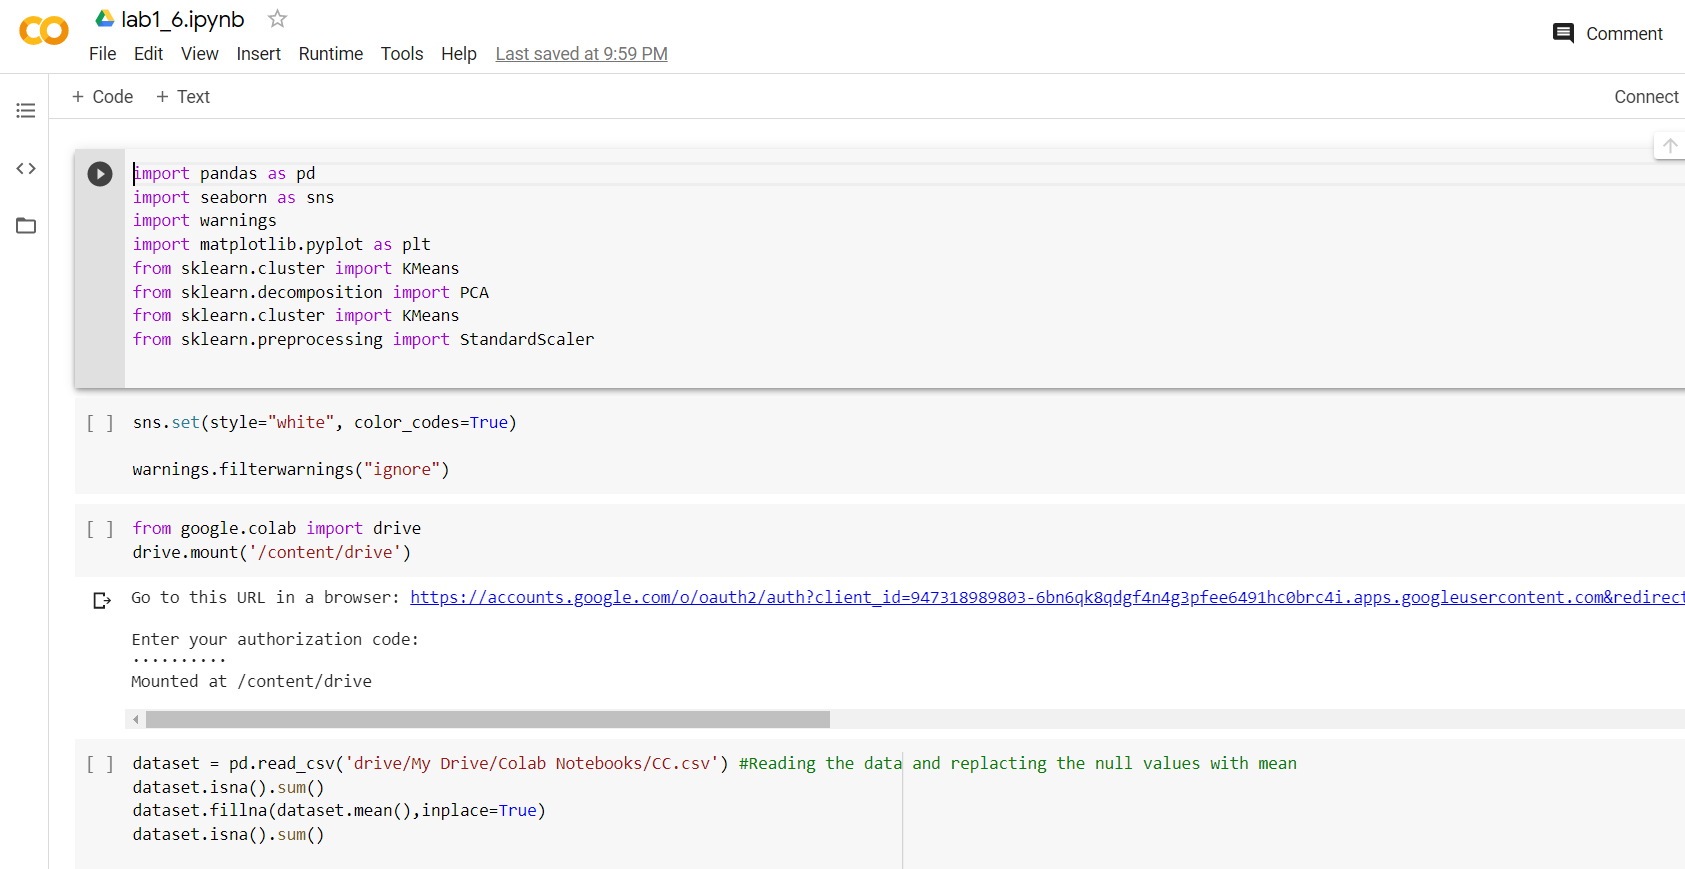 lab1_6.ipynb
File Edit View Insert Runtime Tools Help Last saved at 9:59 PM
Comment
+ Code + Text
Connect
import pandas as pd
import seaborn as sns
import warnings
import matplotlib.pyplot as plt
from sklearn.cluster import KMeans
from sklearn.decomposition import PCA
from sklearn.cluster import KMeans
from sklearn.preprocessing import StandardScaler
[ ] sns.set(style="white", color_codes=True)
warnings.filterwarnings("ignore")
[ ] from google.colab import drive
drive.mount('/content/drive')
Go to this URL in a browser: https://accounts.google.com/o/oauth2/auth?client_id=947318989803-6bn6qk8qdgf4n4g3pfee6491hc0brc4i.apps.googleusercontent.com&redirect
Enter your authorization code:
··········
Mounted at /content/drive
[ ] dataset = pd.read_csv('drive/My Drive/Colab Notebooks/CC.csv') #Reading the data and replacting the null values with mean
dataset.isna().sum()
dataset.fillna(dataset.mean(),inplace=True)
dataset.isna().sum()